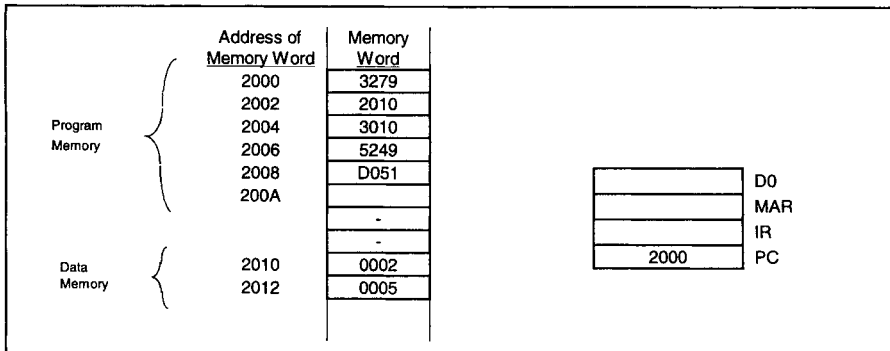 Address of Memory
Memory Word Word
2000 3279
2002 2010
Program 2004 3010
Memory 2006 5249
2008 D051 D0
200A MAR
- IR
- 2000 PC
Data 2010 0002
Memory 2012 0005